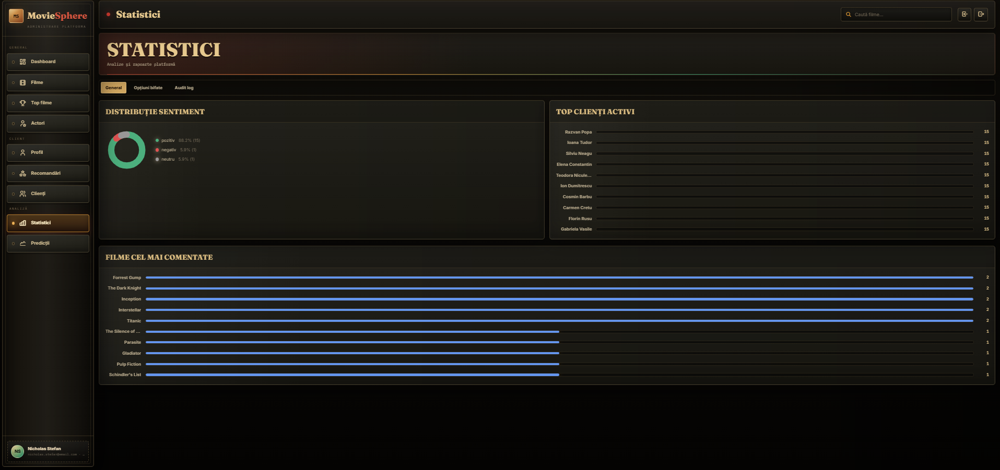 MS MovieSphere
ADMINISTRARE PLATFORMA
GENERAL
Dashboard
Filme
Top filme
Actori
CLIENT
Profil
Recomandări
Clienți
ANALIZĂ
Statistici
Predicții
NS Nicholas Stefan
nicholas.stefan@email.com · …
Statistici
Caută filme...
STATISTICI
Analize și rapoarte platformă
General Opțiuni bifate Audit log
DISTRIBUȚIE SENTIMENT
pozitiv 88.2% (15)
negativ 5.9% (1)
neutru 5.9% (1)
TOP CLIENȚI ACTIVI
Razvan Popa 15
Ioana Tudor 15
Silviu Neagu 15
Elena Constantin 15
Teodora Nicule... 15
Ion Dumitrescu 15
Cosmin Barbu 15
Carmen Cretu 15
Florin Rusu 15
Gabriela Vasile 15
FILME CEL MAI COMENTATE
Forrest Gump 2
The Dark Knight 2
Inception 2
Interstellar 2
Titanic 2
The Silence of ... 1
Parasite 1
Gladiator 1
Pulp Fiction 1
Schindler's List 1